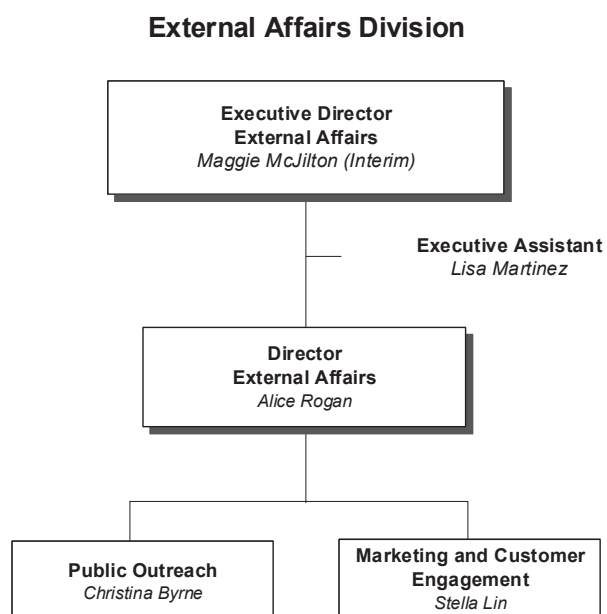 External Affairs Division
Executive Director
External Affairs
Maggie McJilton (Interim)
Executive Assistant
Lisa Martinez
Director
External Affairs
Alice Rogan
Public Outreach
Christina Byrne
Marketing and Customer
Engagement
Stella Lin